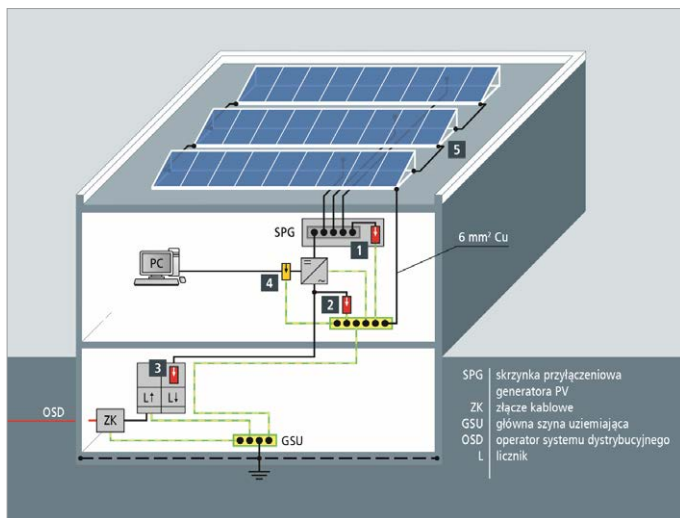 5
SPG
1
6 mm² Cu
PC
4
2
3
L↑ L↓
OSD
ZK
GSU
SPG skrzynka przyłączeniowa
generatora PV
ZK złącze kablowe
GSU główna szyna uziemiająca
OSD operator systemu dystrybucyjnego
L licznik